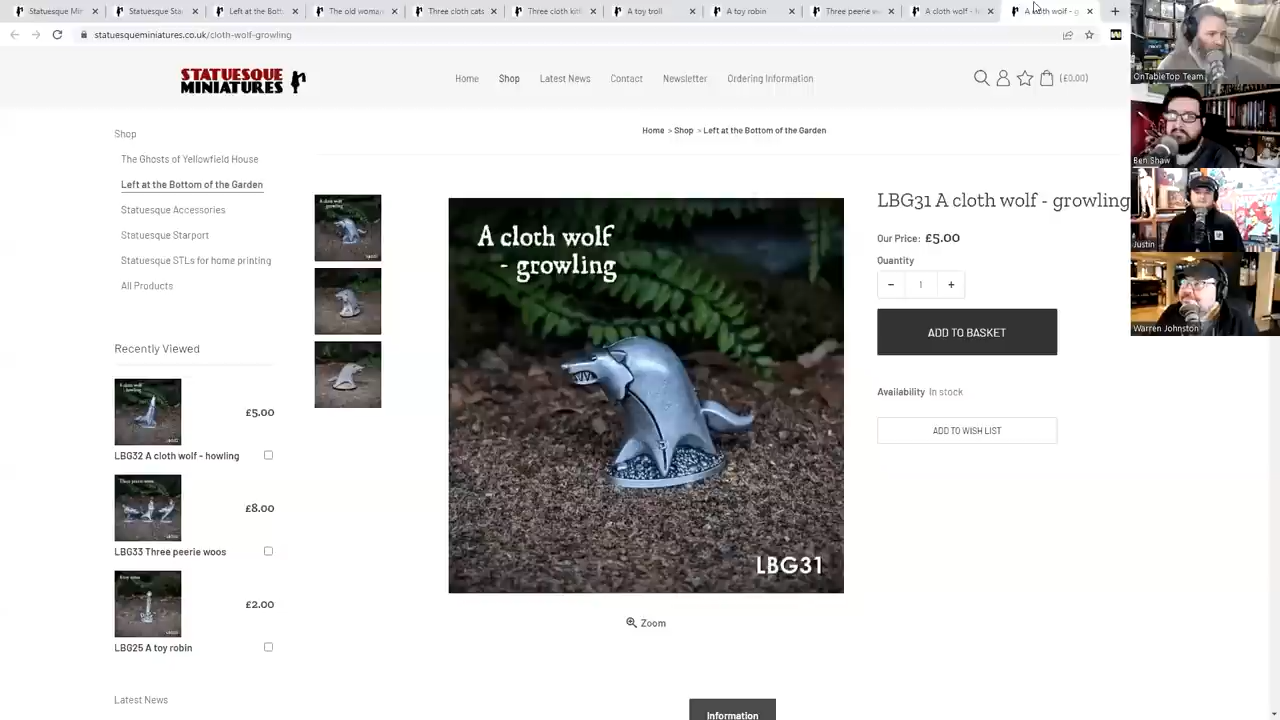 Statuesque Min
Statuesque
Left at the Bott
The old woma
Three cloth cats
Three cloth kitt
A toy troll
A toy robin
Three peerie w
A cloth wolf - h
A cloth wolf - g
statuesqueminiatures.co.uk/cloth-wolf-growling
STATUESQUE
MINIATURES
Home
Shop
Latest News
Contact
Newsletter
Ordering Information
(£0.00)
OnTableTop Team
Ben Shaw
Justin
Warren Johnston
Home > Shop > Left at the Bottom of the Garden
Shop
The Ghosts of Yellowfield House
Left at the Bottom of the Garden
Statuesque Accessories
Statuesque Starport
Statuesque STLs for home printing
All Products
Recently Viewed
£5.00
LBG32 A cloth wolf - howling
£8.00
LBG33 Three peerie woos
£2.00
LBG25 A toy robin
Latest News
A cloth wolf
- growling
LBG31
Zoom
LBG31 A cloth wolf - growling
Our Price: £5.00
Quantity
- 1 +
ADD TO BASKET
Availability In stock
ADD TO WISH LIST
Information